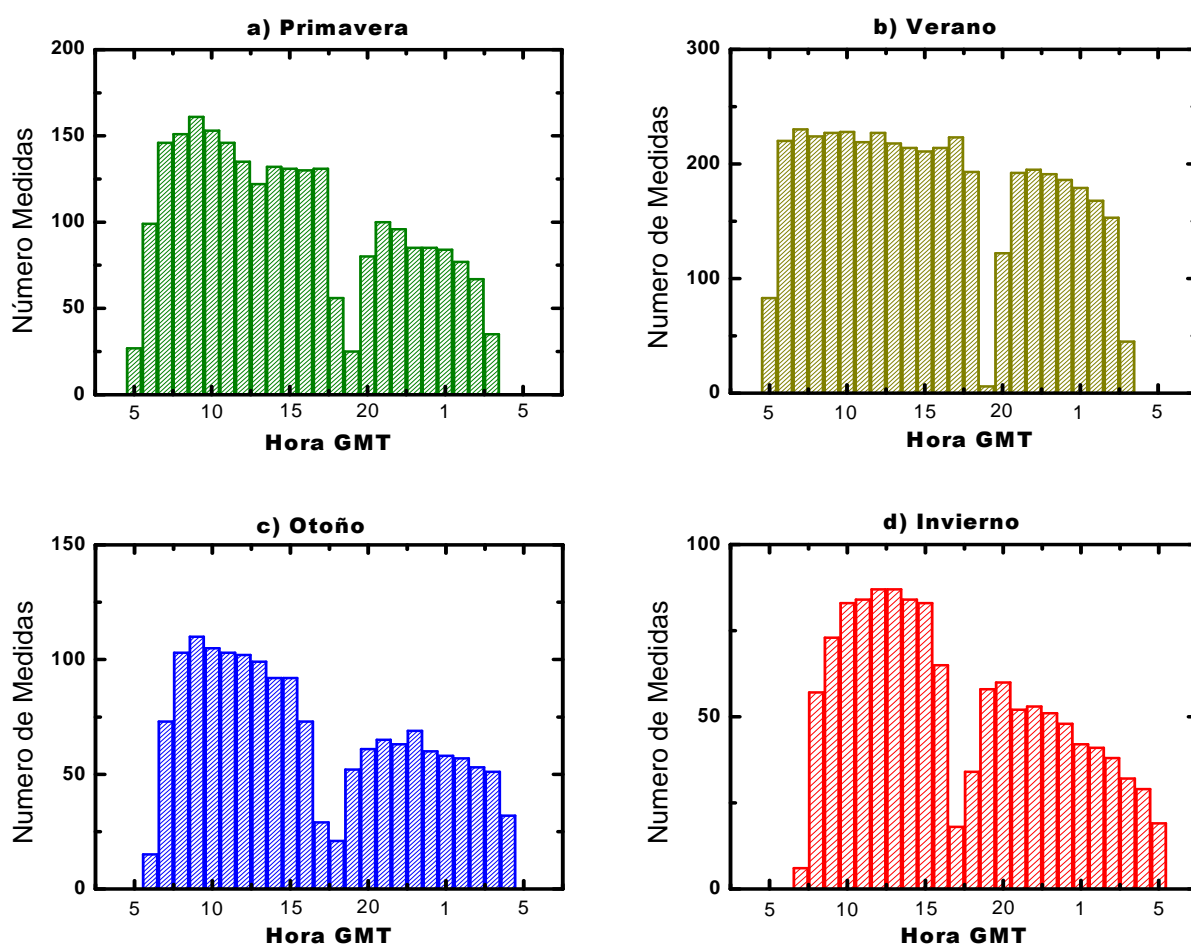 a) Primavera
200
150
100
50
0
Número Medidas
5 10 15 20 1 5
Hora GMT
b) Verano
300
200
100
0
Numero de Medidas
5 10 15 20 1 5
Hora GMT
c) Otoño
150
100
50
0
Numero de Medidas
5 10 15 20 1 5
Hora GMT
d) Invierno
100
50
0
Numero de Medidas
5 10 15 20 1 5
Hora GMT